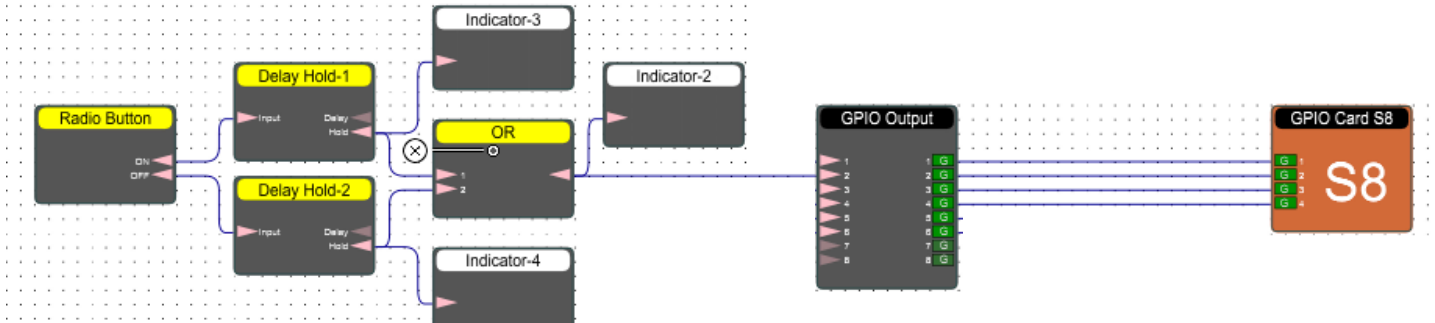 Indicator-3
Delay Hold-1
Input
Delay
Hold
Indicator-2
Radio Button
ON
OFF
OR
1
2
GPIO Output
1 1 G
2 2 G
3 3 G
4 4 G
5 5 G
6 6 G
7 7 G
8 8 G
GPIO Card S8
G 1
G 2
G 3
G 4
S8
Delay Hold-2
Input
Delay
Hold
Indicator-4